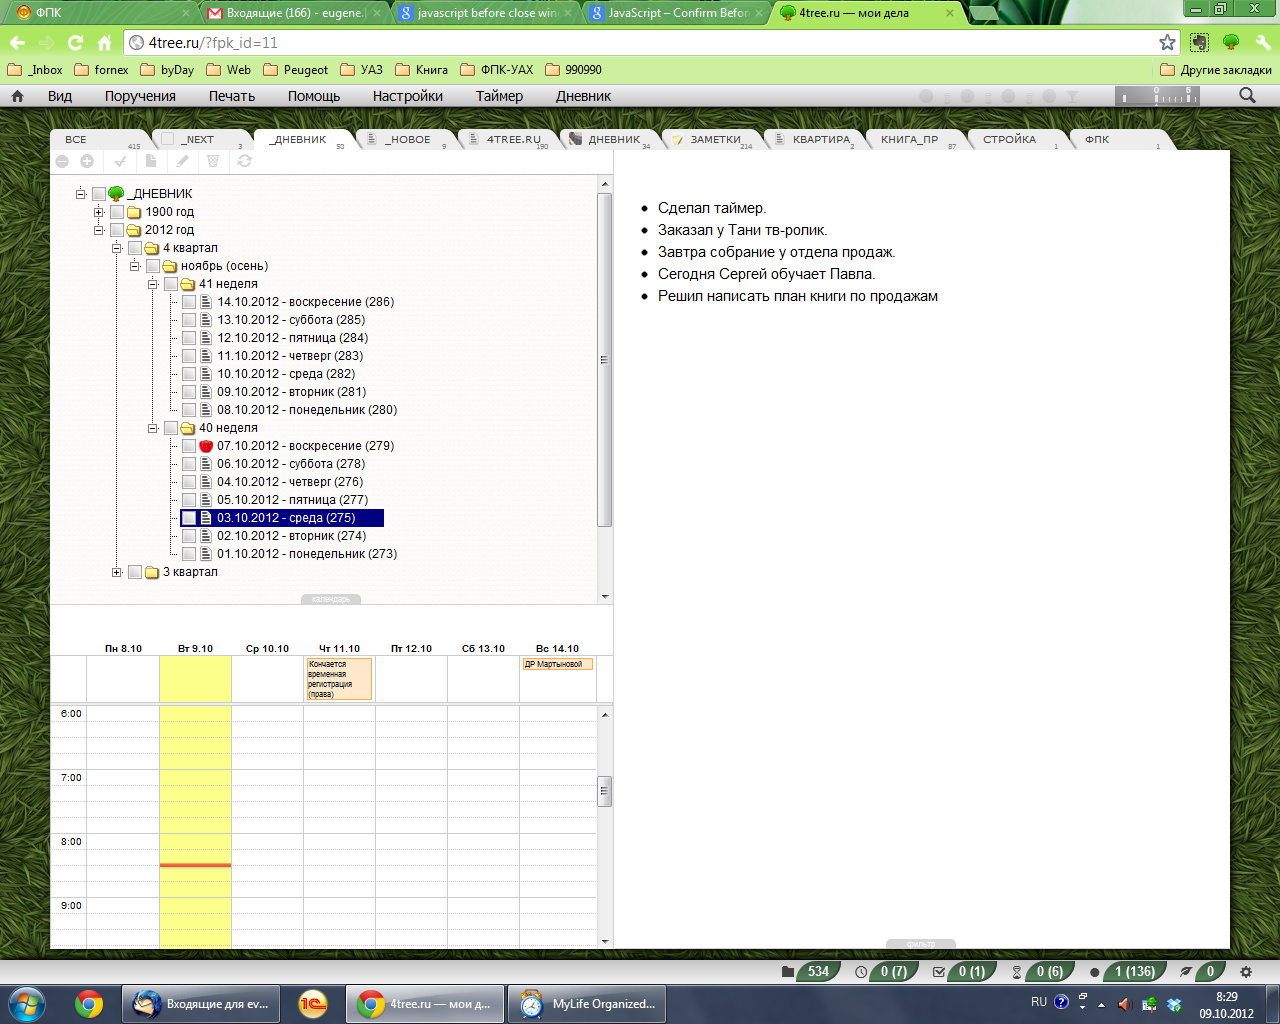 ФПК
Входящие (166) - eugene.l
javascript before close win
JavaScript – Confirm Befor
4tree.ru — мои дела
4tree.ru/?fpk_id=11
_Inbox
fornex
byDay
Web
Peugeot
УАЗ
Книга
ФПК-УАХ
990990
Другие закладки
Вид
Поручения
Печать
Помощь
Настройки
Таймер
Дневник
0 5
ВСЕ 415
_NEXT 3
_ДНЕВНИК 50
_НОВОЕ 9
4TREE.RU 190
ДНЕВНИК 34
ЗАМЕТКИ 214
КВАРТИРА 2
КНИГА_ПР 87
СТРОЙКА 1
ФПК 1
_ДНЕВНИК
1900 год
2012 год
4 квартал
ноябрь (осень)
41 неделя
14.10.2012 - воскресение (286)
13.10.2012 - суббота (285)
12.10.2012 - пятница (284)
11.10.2012 - четверг (283)
10.10.2012 - среда (282)
09.10.2012 - вторник (281)
08.10.2012 - понедельник (280)
40 неделя
07.10.2012 - воскресение (279)
06.10.2012 - суббота (278)
04.10.2012 - четверг (276)
05.10.2012 - пятница (277)
03.10.2012 - среда (275)
02.10.2012 - вторник (274)
01.10.2012 - понедельник (273)
3 квартал
календарь
Сделал таймер.
Заказал у Тани тв-ролик.
Завтра собрание у отдела продаж.
Сегодня Сергей обучает Павла.
Решил написать план книги по продажам
Пн 8.10
Вт 9.10
Ср 10.10
Чт 11.10
Пт 12.10
Сб 13.10
Вс 14.10
Кончается
временная
регистрация
(права)
ДР Мартыновой
6:00
7:00
8:00
9:00
фильтр
534
0 (7)
0 (1)
0 (6)
1 (136)
0
Входящие для ev...
1С
4tree.ru — мои д...
MyLife Organized...
RU
8:29
09.10.2012